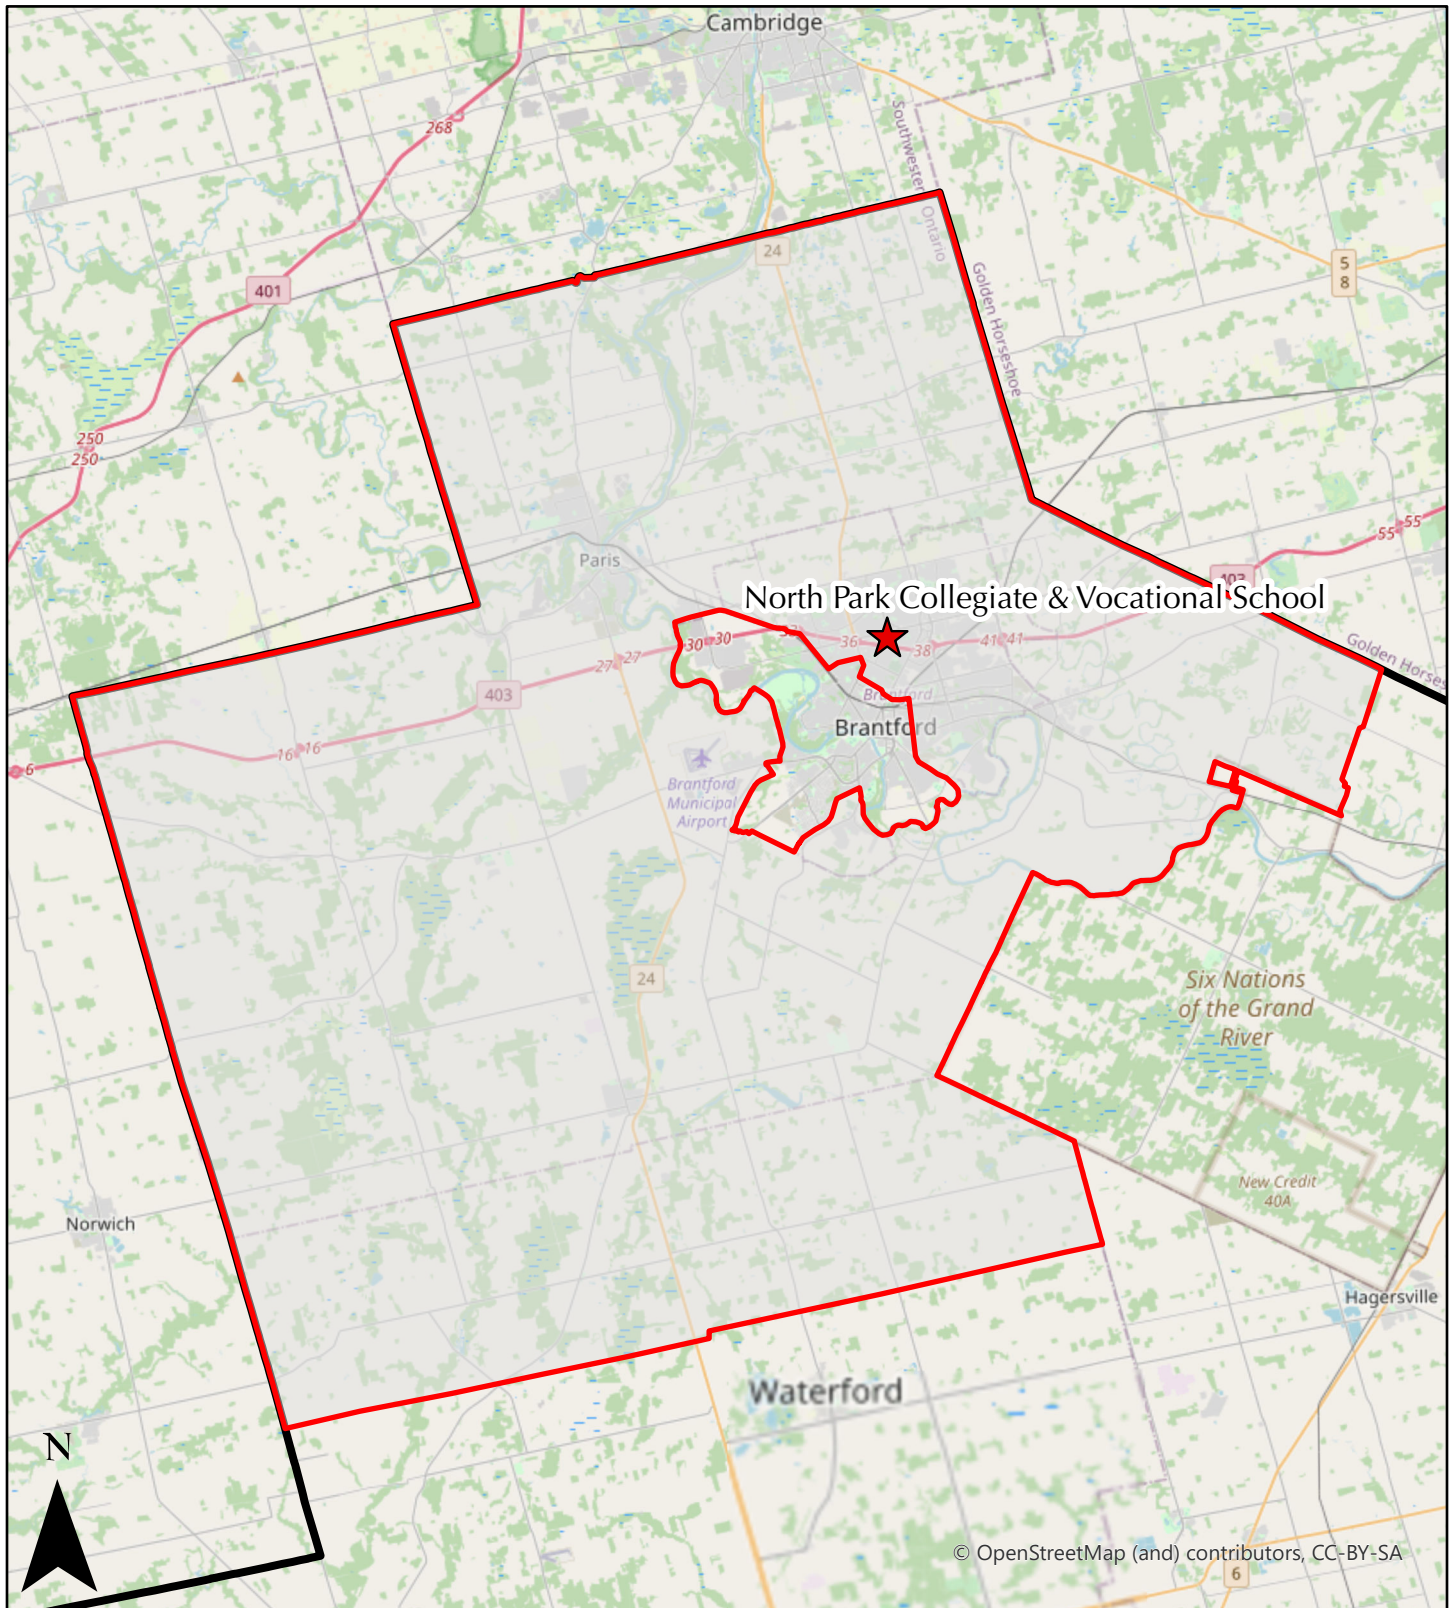 Cambridge
268
Southwestern Ontario
24
5
8
401
Golden Horseshoe
250
250
55
55
403
Paris
North Park Collegiate & Vocational School
30
30
36
38
41
41
27
27
Golden Horses
403
Brantford
Brantford
16
16
6
Brantford
Municipal
Airport
24
Six Nations
of the Grand
River
New Credit
40A
Norwich
Hagersville
Waterford
N
© OpenStreetMap (and) contributors, CC-BY-SA
6